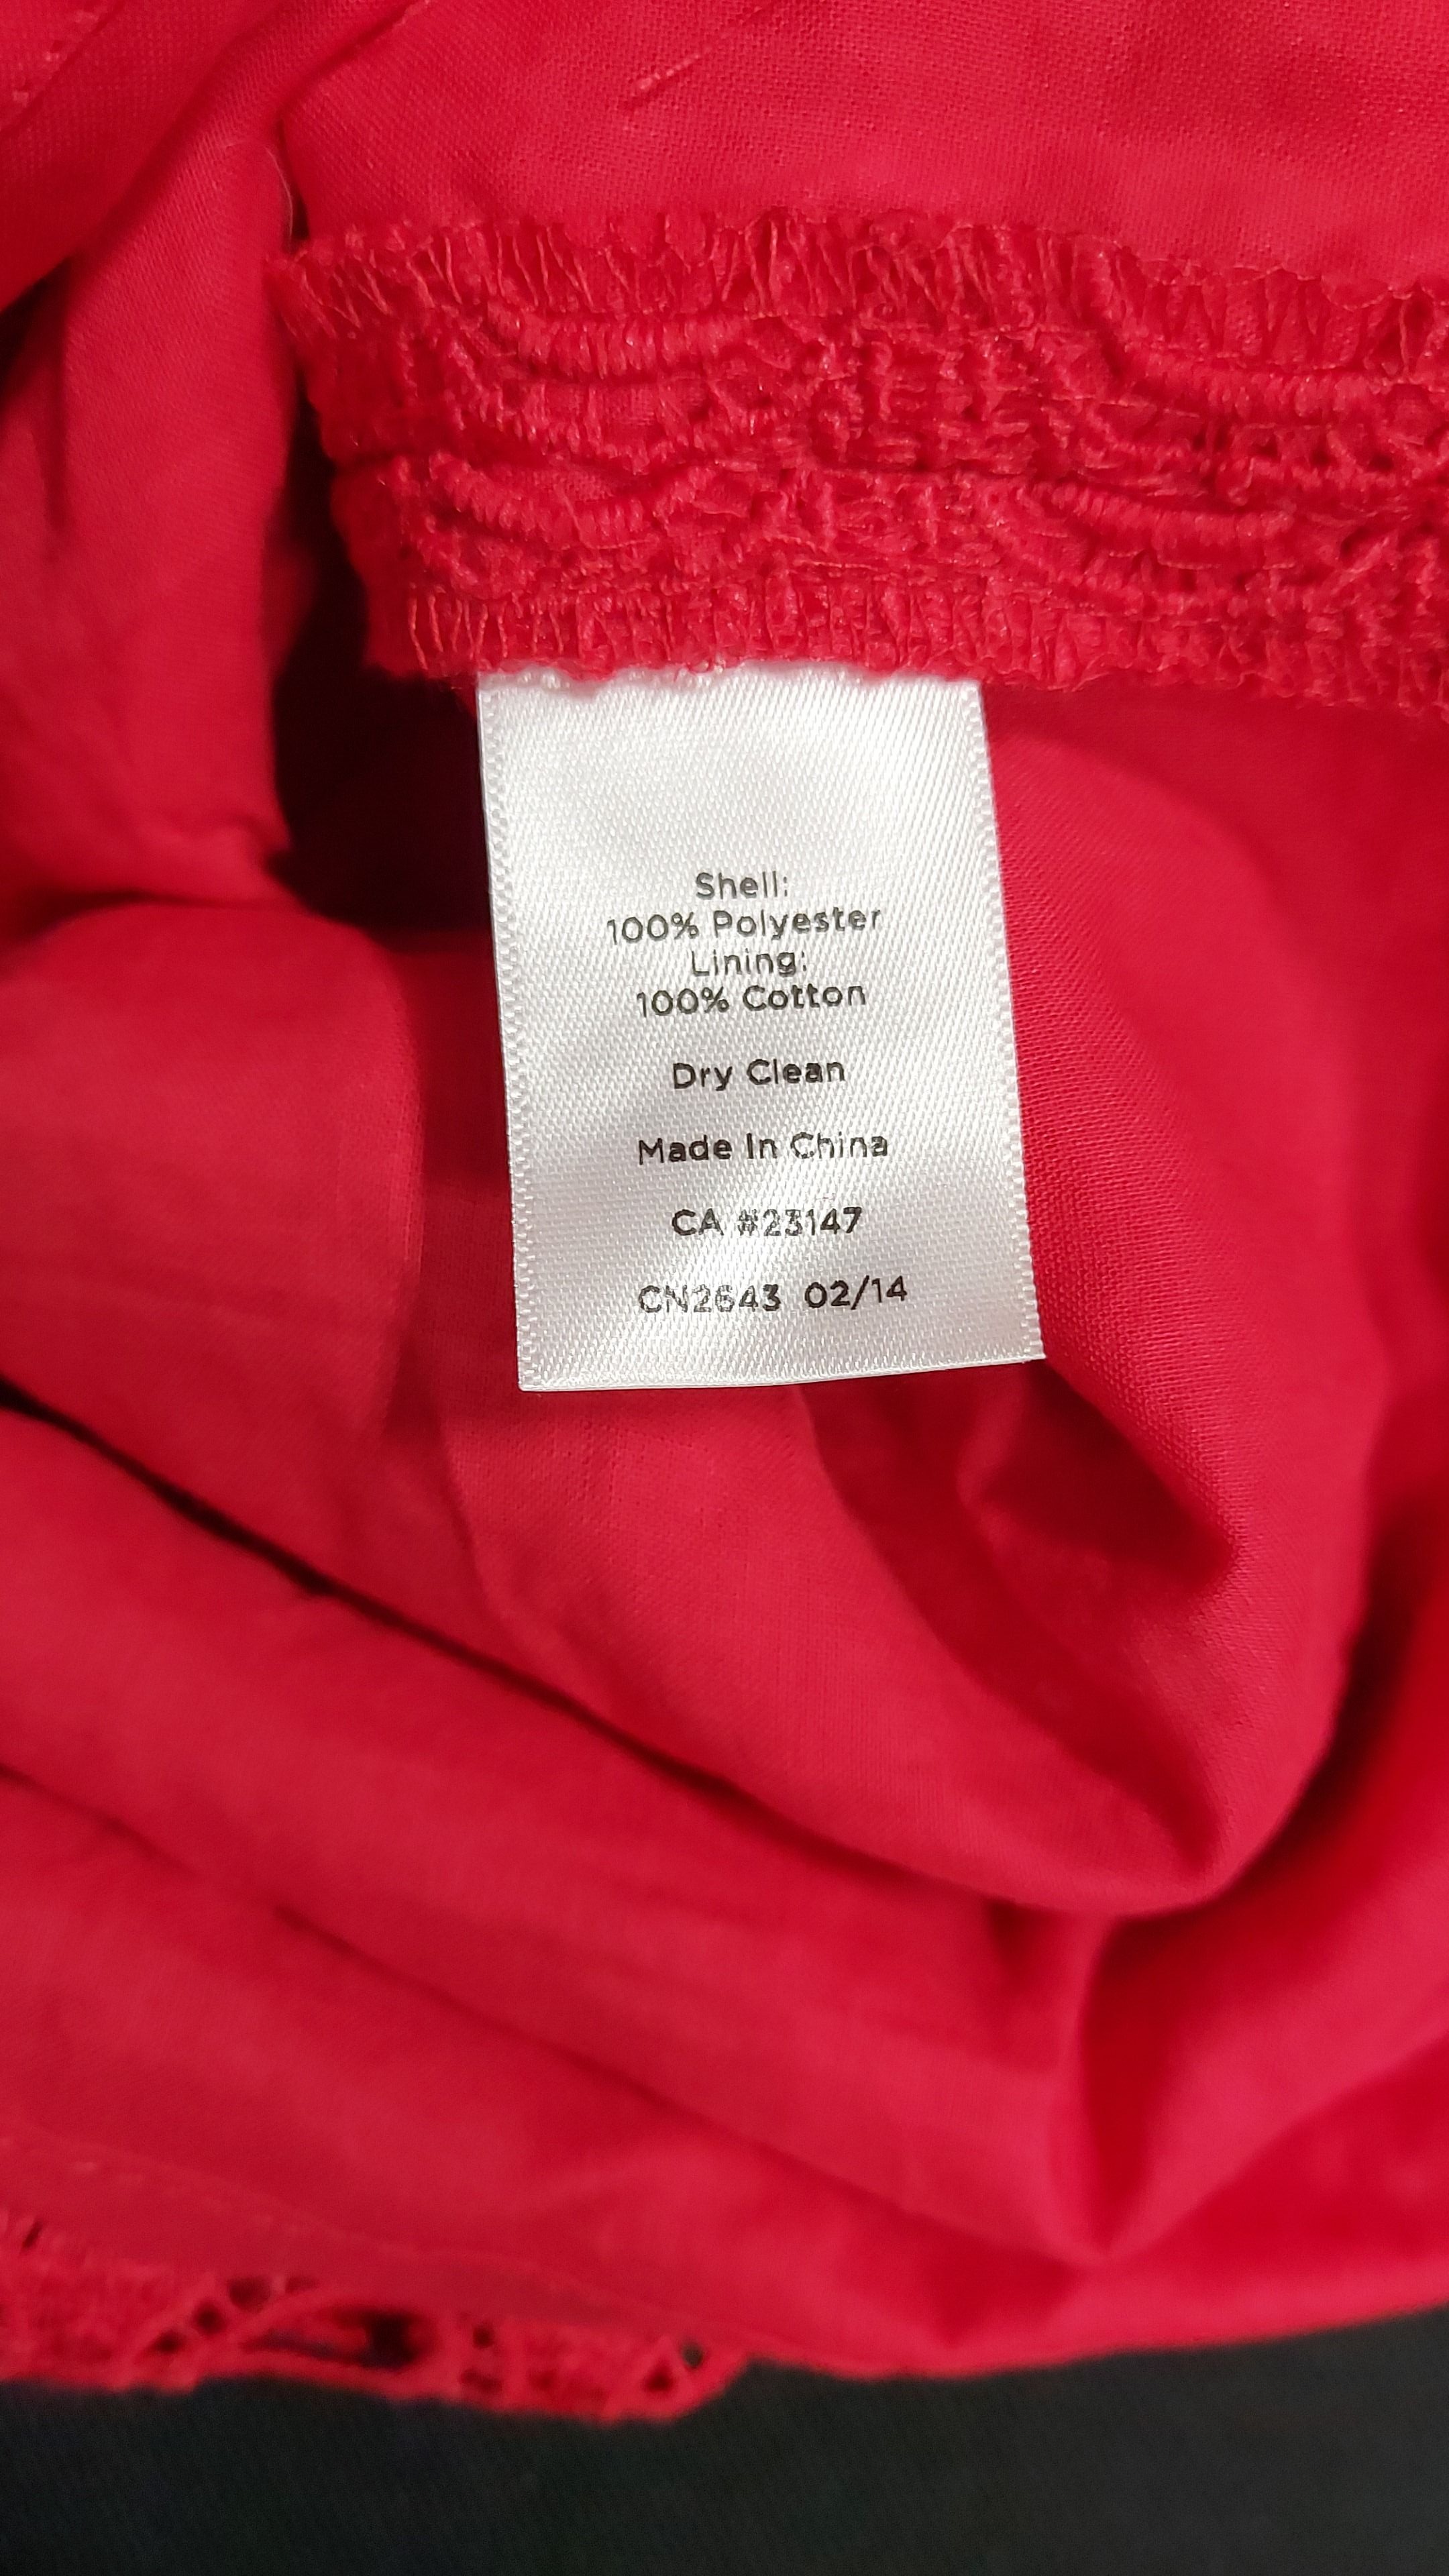 Shell:
100% Polyester
Lining:
100% Cotton
Dry Clean
Made In China
CA #23147
CN2643 02/14